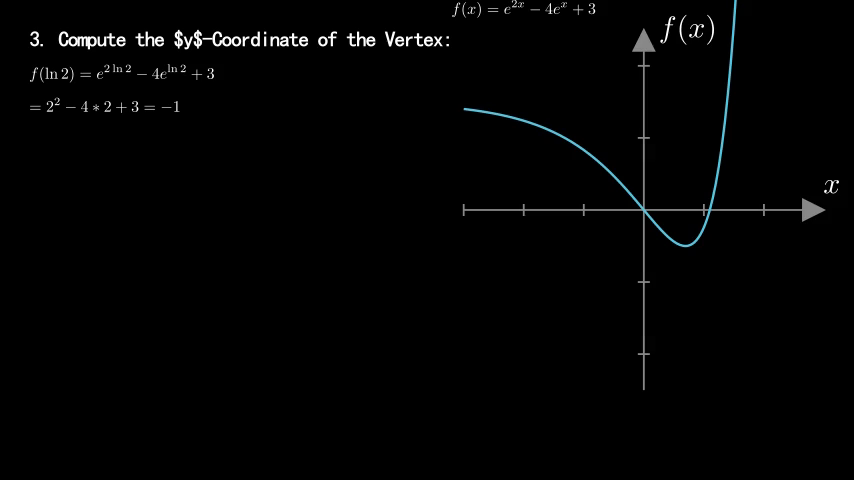 f(x) = e^{2x} − 4e^x + 3
3. Compute the $y$-Coordinate of the Vertex:
f(ln 2) = e^{2 ln 2} − 4e^{ln 2} + 3
= 2^2 − 4 ∗ 2 + 3 = −1
f(x)
x